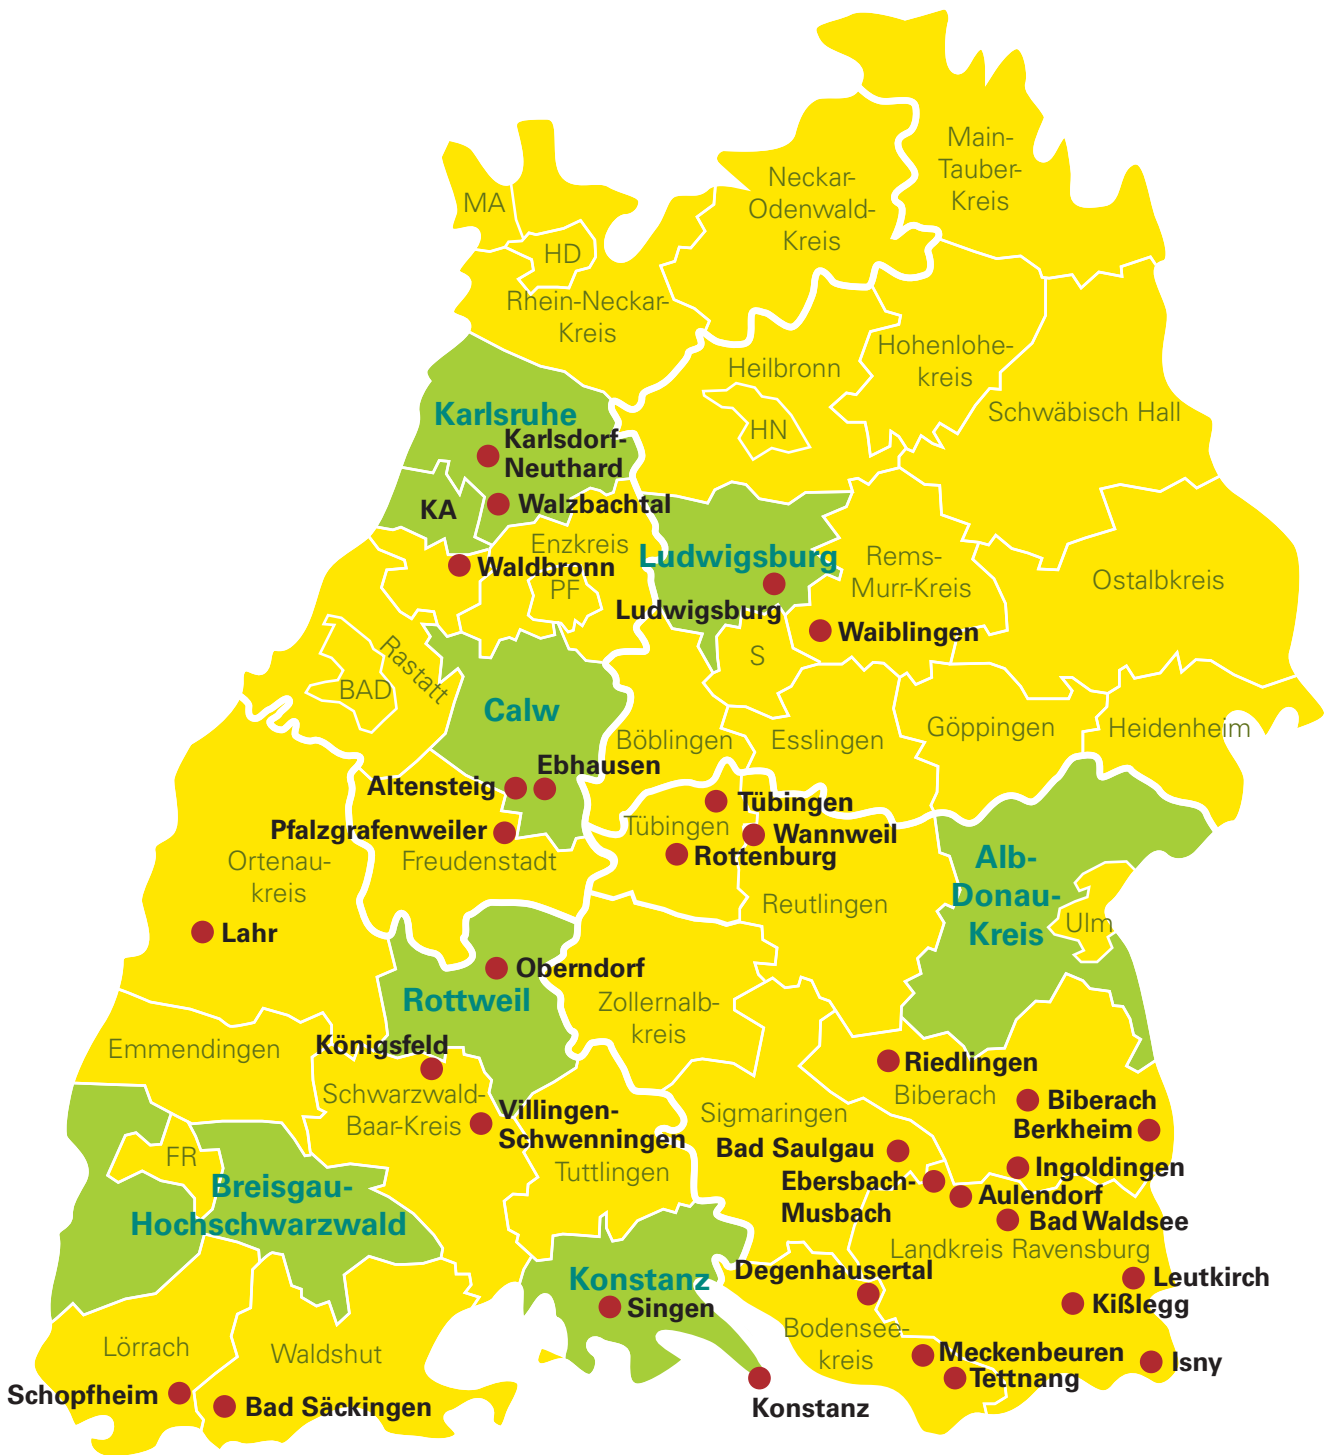 Main-
Tauber-
Kreis
Neckar-
Odenwald-
Kreis
MA
HD
Rhein-Neckar-
Kreis
Heilbronn
HN
Hohenlohe-
kreis
Schwäbisch Hall
Karlsruhe
Karlsdorf-
Neuthard
KA
Walzbachtal
Enzkreis
Waldbronn
PF
Ludwigsburg
Ludwigsburg
Rems-
Murr-Kreis
Waiblingen
Ostalbkreis
S
Rastatt
BAD
Calw
Böblingen
Esslingen
Göppingen
Heidenheim
Ebhausen
Altensteig
Pfalzgrafenweiler
Freudenstadt
Tübingen
Tübingen
Wannweil
Rottenburg
Ortenau-
kreis
Lahr
Reutlingen
Alb-
Donau-
Kreis
Ulm
Oberndorf
Rottweil
Zollernalb-
kreis
Emmendingen
Königsfeld
Schwarzwald-
Baar-Kreis
Villingen-
Schwenningen
Tuttlingen
Sigmaringen
Riedlingen
Biberach
Biberach
Berkheim
Bad Saulgau
Ingoldingen
Ebersbach-
Musbach
Aulendorf
Bad Waldsee
Landkreis Ravensburg
FR
Breisgau-
Hochschwarzwald
Konstanz
Singen
Degenhausertal
Leutkirch
Kißlegg
Bodensee-
kreis
Meckenbeuren
Tettnang
Isny
Lörrach
Waldshut
Schopfheim
Bad Säckingen
Konstanz